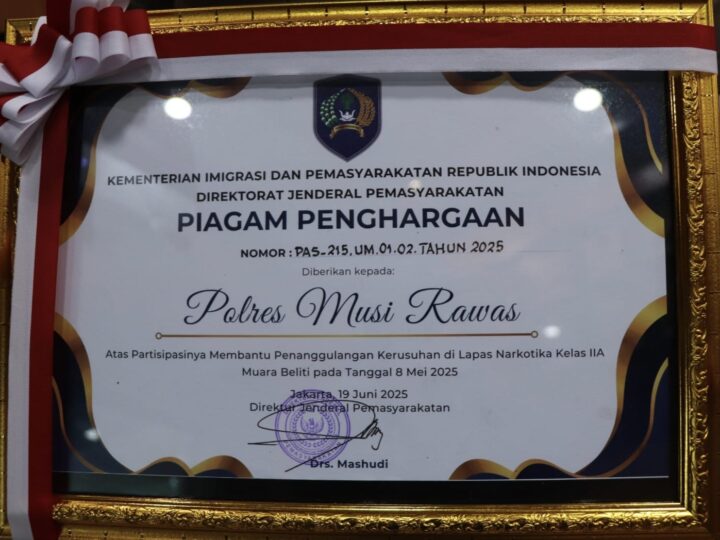 KEMENTERIAN IMIGRASI DAN PEMASYARAKATAN REPUBLIK INDONESIA
DIREKTORAT JENDERAL PEMASYARAKATAN
PIAGAM PENGHARGAAN
NOMOR : PAS-215.UM.01.02.TAHUN 2025
Diberikan kepada:
Polres Musi Rawas
Atas Partisipasinya Membantu Penanggulangan Kerusuhan di Lapas Narkotika Kelas IIA
Muara Beliti pada Tanggal 8 Mei 2025
Jakarta, 19 Juni 2025
Direktur Jenderal Pemasyarakatan
Drs. Mashudi